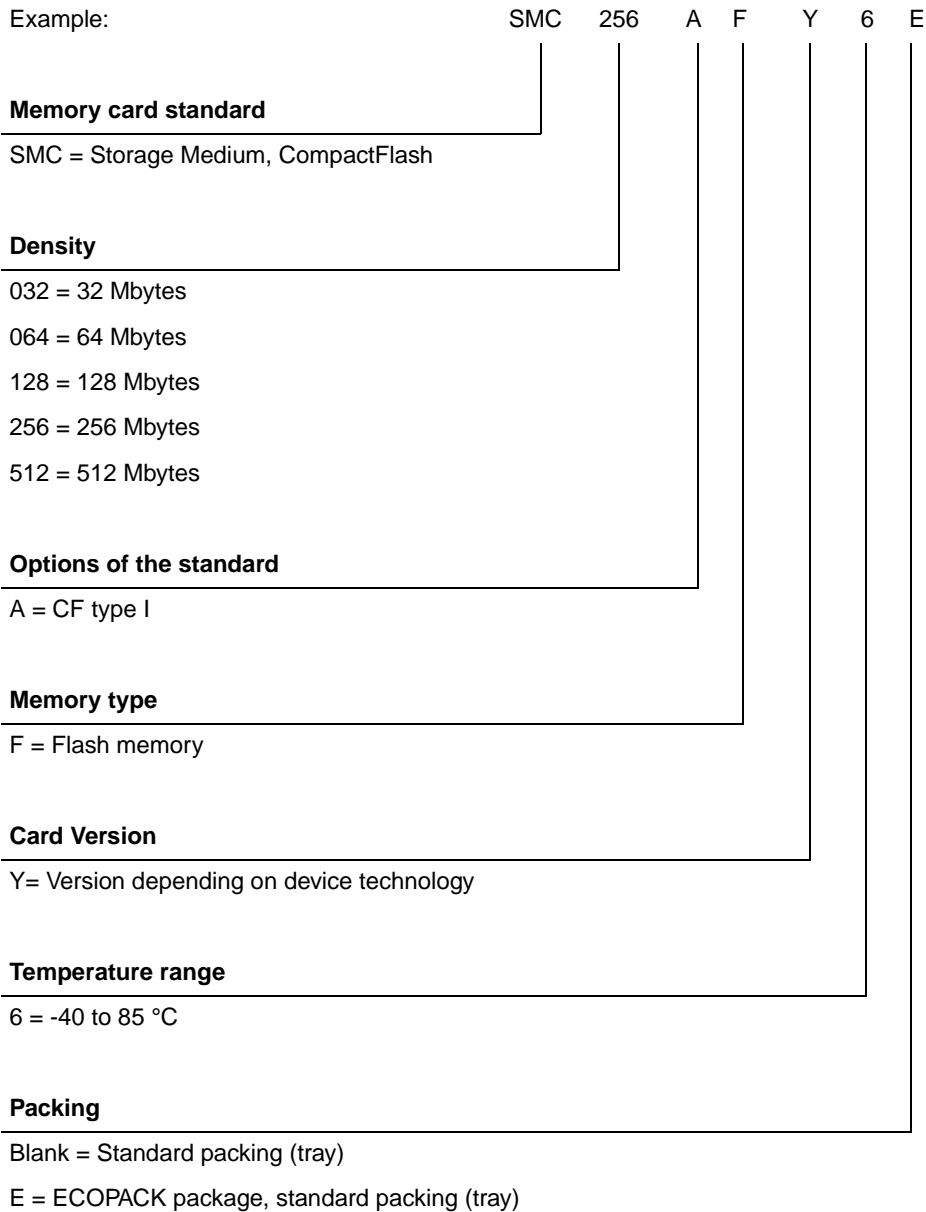 Example: SMC 256 A F Y 6 E
Memory card standard
SMC = Storage Medium, CompactFlash
Density
032 = 32 Mbytes
064 = 64 Mbytes
128 = 128 Mbytes
256 = 256 Mbytes
512 = 512 Mbytes
Options of the standard
A = CF type I
Memory type
F = Flash memory
Card Version
Y= Version depending on device technology
Temperature range
6 = -40 to 85 °C
Packing
Blank = Standard packing (tray)
E = ECOPACK package, standard packing (tray)